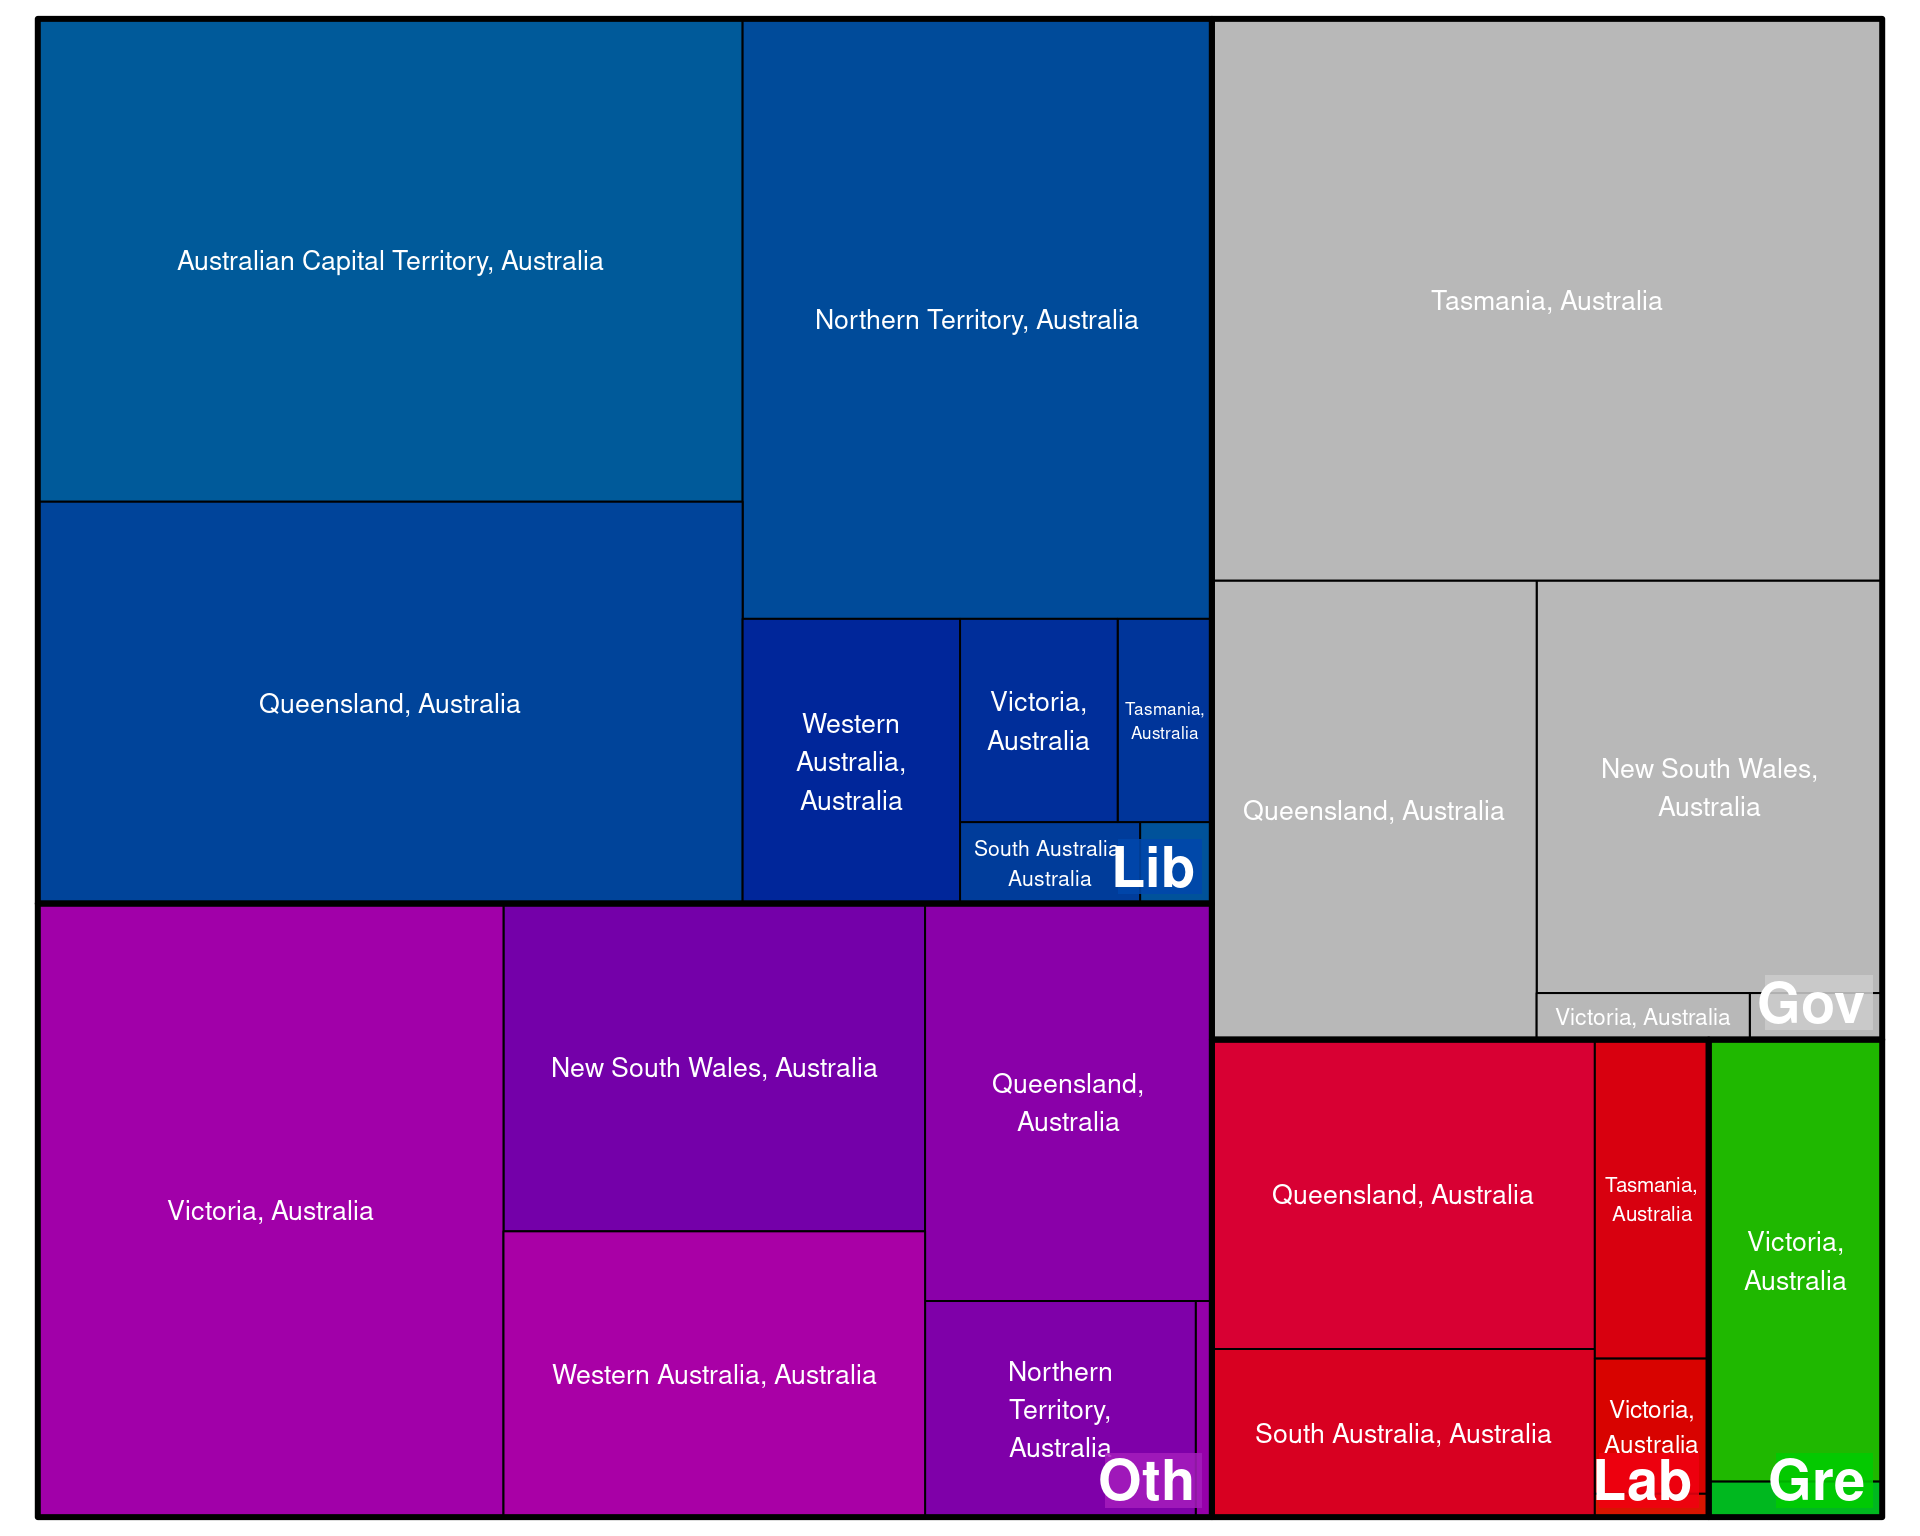 Australian Capital Territory, Australia
Northern Territory, Australia
Tasmania, Australia
Queensland, Australia
Western
Australia,
Australia
Victoria,
Australia
Tasmania,
Australia
South Australia
Australia
Lib
Queensland, Australia
New South Wales,
Australia
Victoria, Australia
Gov
Victoria, Australia
New South Wales, Australia
Queensland,
Australia
Western Australia, Australia
Northern
Territory,
Australia
Oth
Queensland, Australia
Tasmania,
Australia
South Australia, Australia
Victoria,
Australia
Lab
Victoria,
Australia
Gre